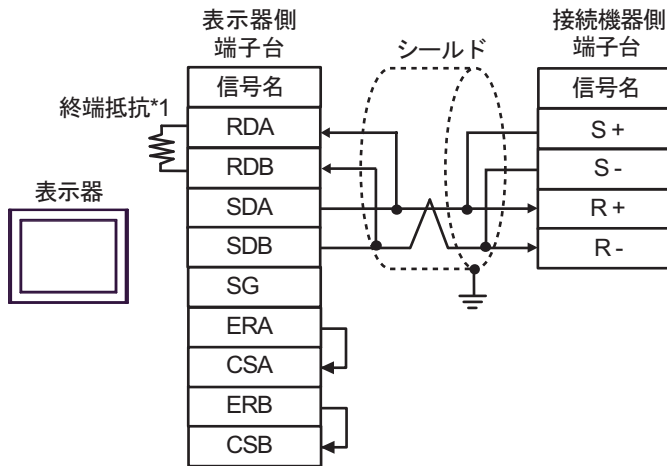 表示器側
端子台
信号名
RDA
RDB
SDA
SDB
SG
ERA
CSA
ERB
CSB
終端抵抗*1
表示器
シールド
接続機器側
端子台
信号名
S+
S-
R+
R-